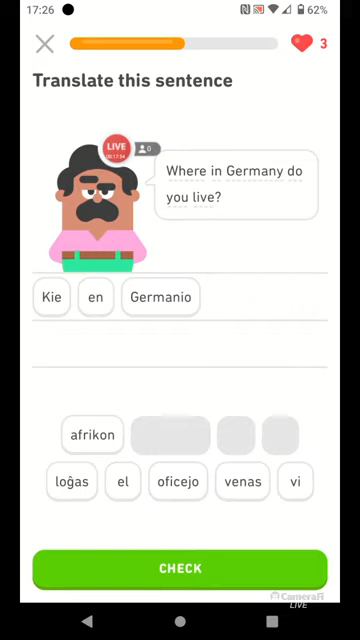 17:26 62%
3
Translate this sentence
LIVE
0
Where in Germany do
you live?
Kie en Germanio
afrikon
loĝas el oficejo venas vi
CHECK
CameraFi
LIVE